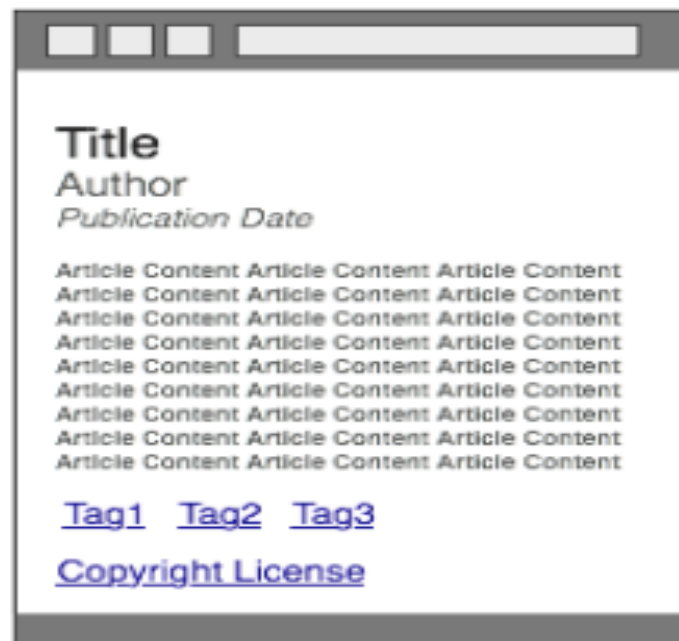 Title
Author
Publication Date
Article Content Article Content Article Content
Article Content Article Content Article Content
Article Content Article Content Article Content
Article Content Article Content Article Content
Article Content Article Content Article Content
Article Content Article Content Article Content
Article Content Article Content Article Content
Article Content Article Content Article Content
Article Content Article Content Article Content
Tag1 Tag2 Tag3
Copyright License